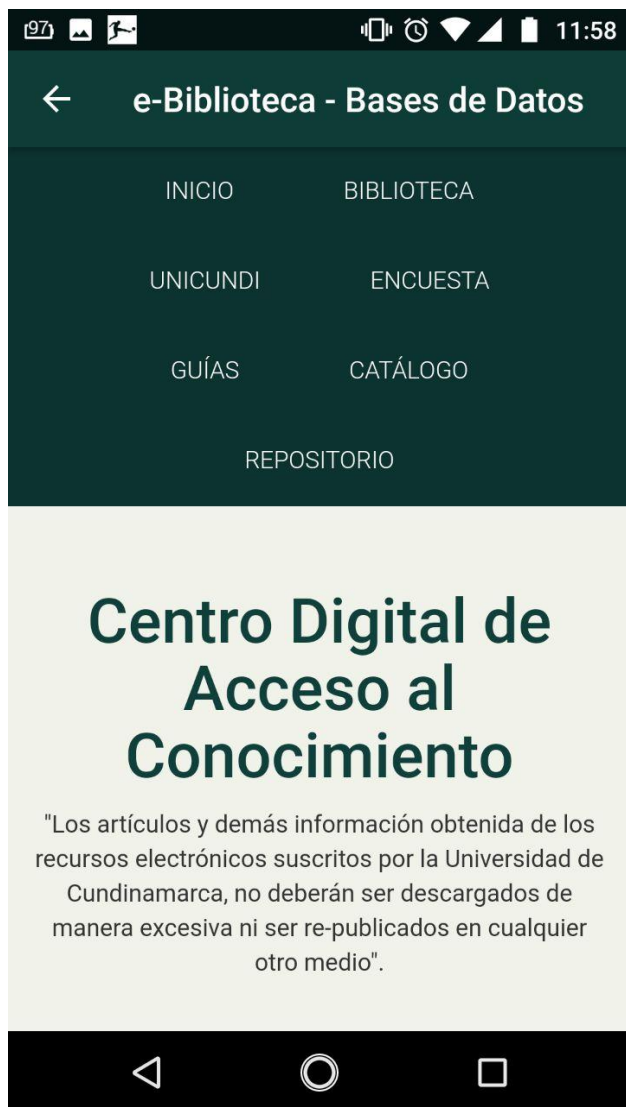 97 11:58
e-Biblioteca - Bases de Datos
INICIO BIBLIOTECA
UNICUNDI ENCUESTA
GUÍAS CATÁLOGO
REPOSITORIO
Centro Digital de
Acceso al
Conocimiento
"Los artículos y demás información obtenida de los
recursos electrónicos suscritos por la Universidad de
Cundinamarca, no deberán ser descargados de
manera excesiva ni ser re-publicados en cualquier
otro medio".